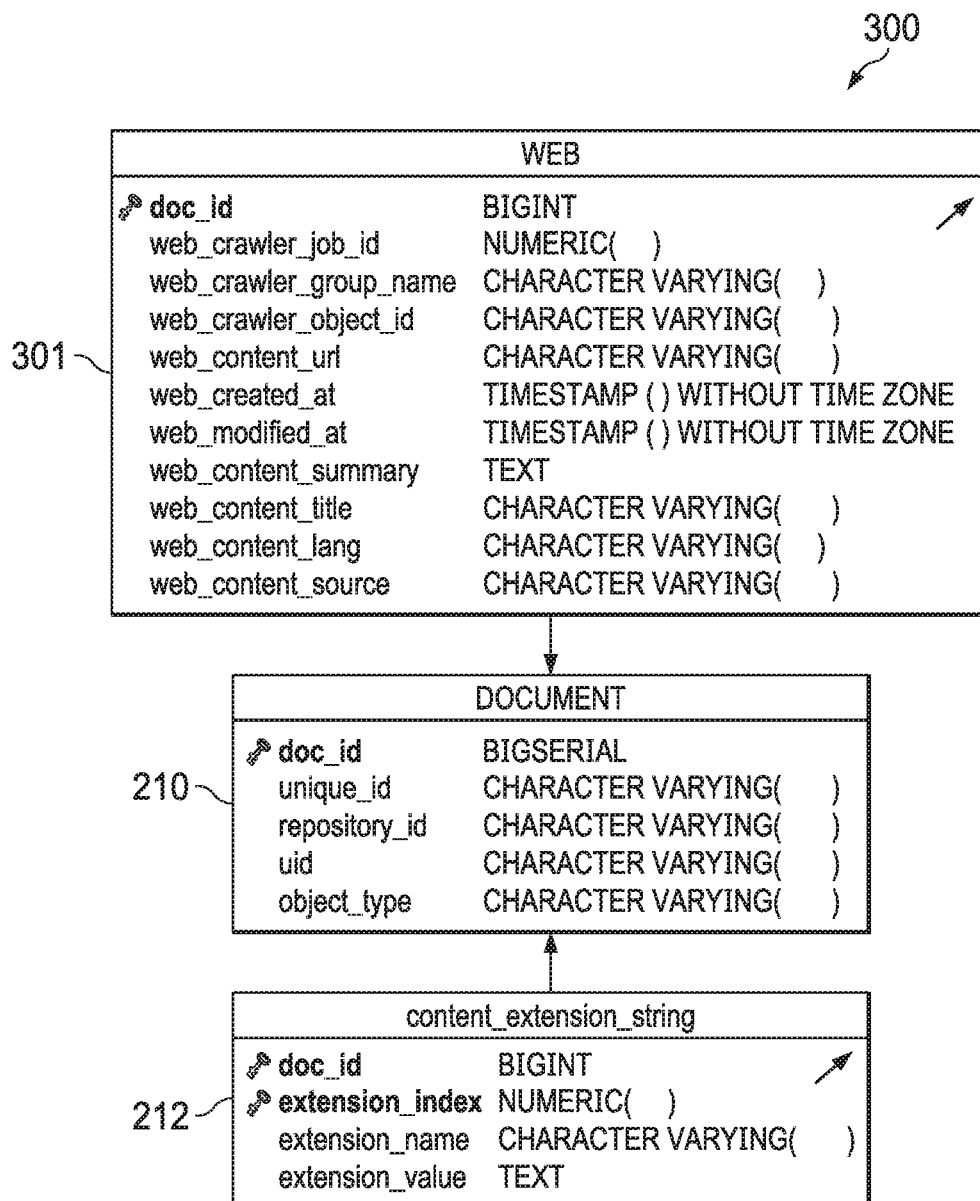 300
WEB
doc_id BIGINT
web_crawler_job_id NUMERIC( )
web_crawler_group_name CHARACTER VARYING( )
web_crawler_object_id CHARACTER VARYING( )
301 web_content_url CHARACTER VARYING( )
web_created_at TIMESTAMP ( ) WITHOUT TIME ZONE
web_modified_at TIMESTAMP ( ) WITHOUT TIME ZONE
web_content_summary TEXT
web_content_title CHARACTER VARYING( )
web_content_lang CHARACTER VARYING( )
web_content_source CHARACTER VARYING( )
DOCUMENT
doc_id BIGSERIAL
210 unique_id CHARACTER VARYING( )
repository_id CHARACTER VARYING( )
uid CHARACTER VARYING( )
object_type CHARACTER VARYING( )
content_extension_string
doc_id BIGINT
212 extension_index NUMERIC( )
extension_name CHARACTER VARYING( )
extension_value TEXT